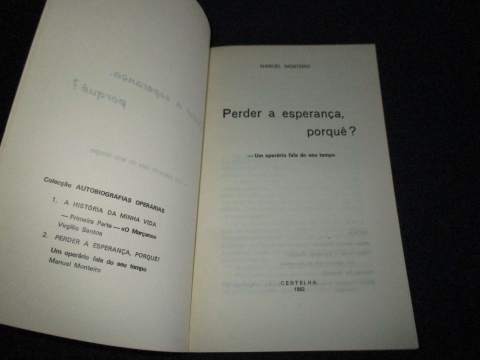 Colecção AUTOBIOGRAFIAS OPERÁRIAS
1. A HISTÓRIA DA MINHA VIDA
— Primeira Parte — «O Marçano»
Virgílio Santos
2. PERDER A ESPERANÇA, PORQUÊ?
Um operário fala do seu tempo
Manuel Monteiro
MANUEL MONTEIRO
Perder a esperança,
porquê?
— Um operário fala do seu tempo
CENTELHA
1982